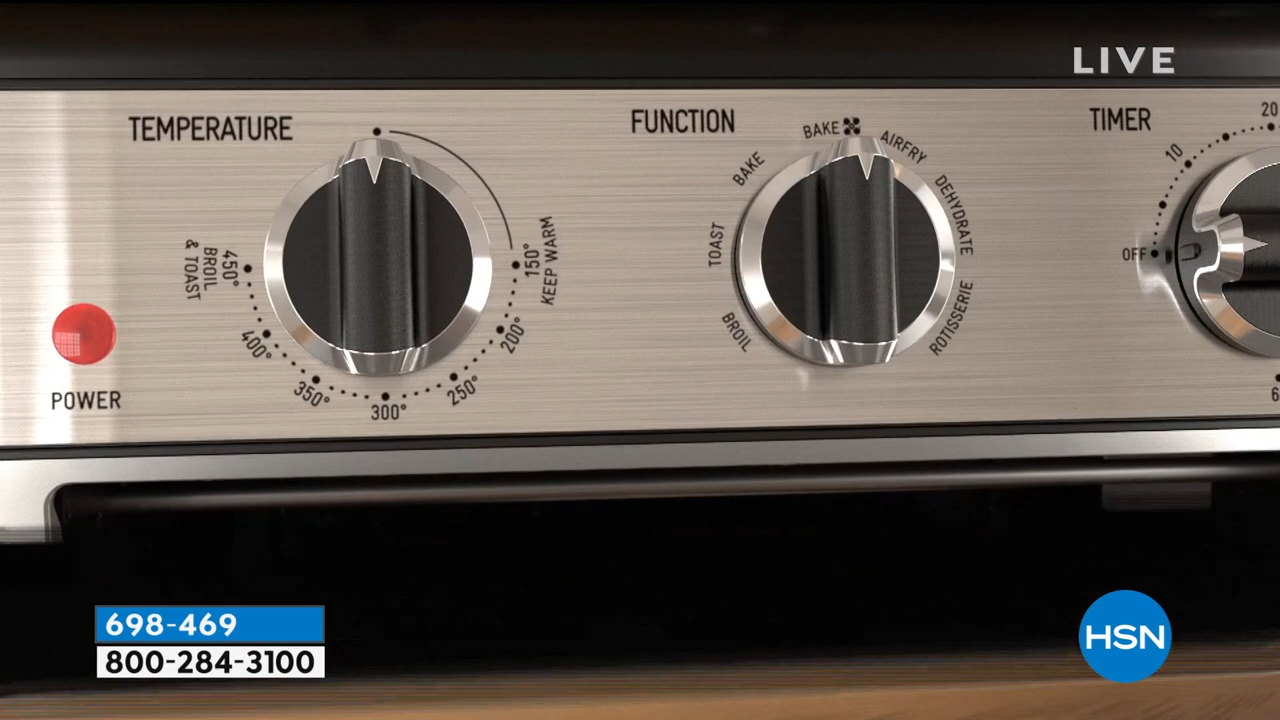 LIVE
TEMPERATURE
450°
BROIL
& TOAST
400°
350°
300°
250°
200°
150°
KEEP WARM
POWER
FUNCTION
BROIL
TOAST
BAKE
BAKE
AIRFRY
DEHYDRATE
ROTISSERIE
TIMER
OFF
10
20
698-469
800-284-3100
HSN